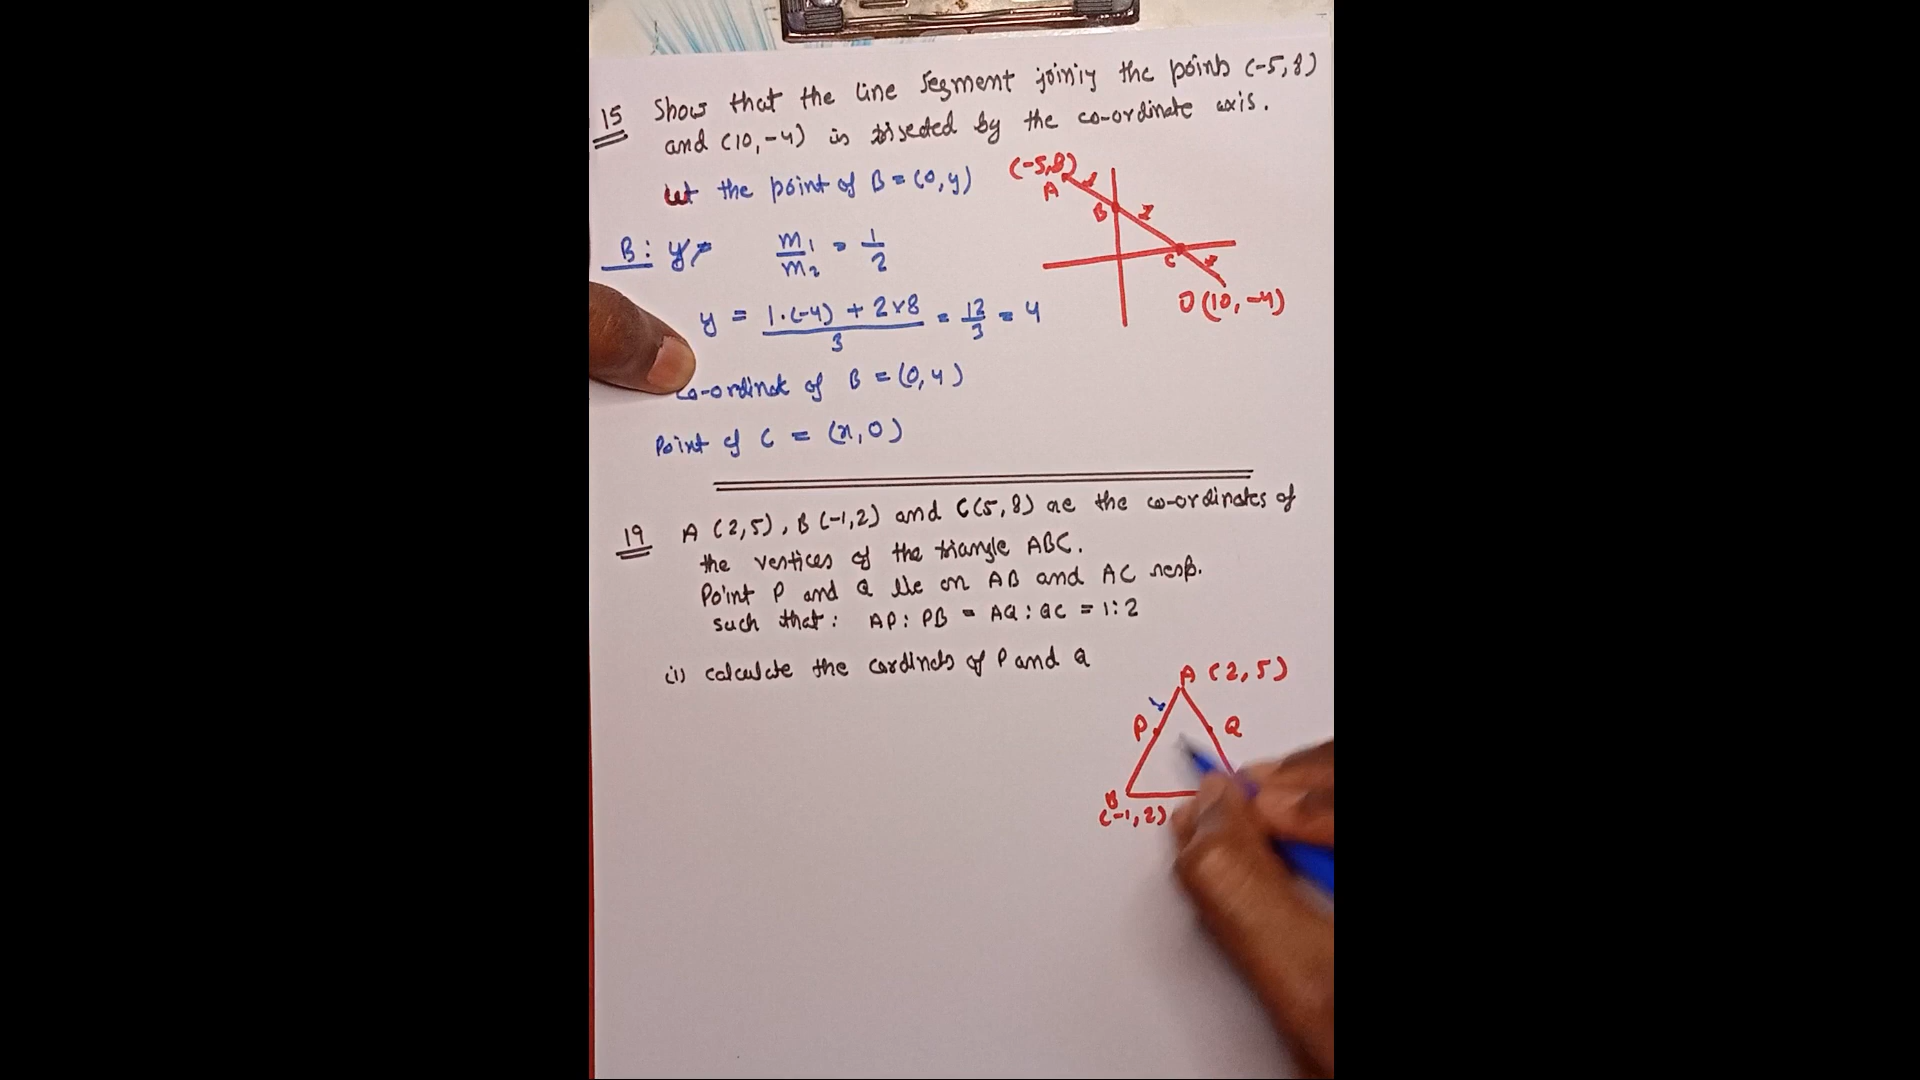 15 Show that the line segment joiniy the points (-5,8)
and (10,-4) is trisected by the co-ordinate axis.
Let the point of B = (0,y)
(-5,8)
A
B
C
D(10,-4)
B: y= m₁/m₂ = 1/2
y = 1.(-4) + 2×8 / 3 = 12/3 = 4
co-ordinat of B = (0,4)
Point of C = (x,0)
19 A (2,5), B (-1,2) and C(5,8) are the co-ordinates of
the vertices of the triangle ABC.
Point P and Q lie on AB and AC resp.
such that: AP:PB = AQ:QC = 1:2
(i) calculate the cordinats of P and Q
A (2,5)
P Q
B
(-1,2)